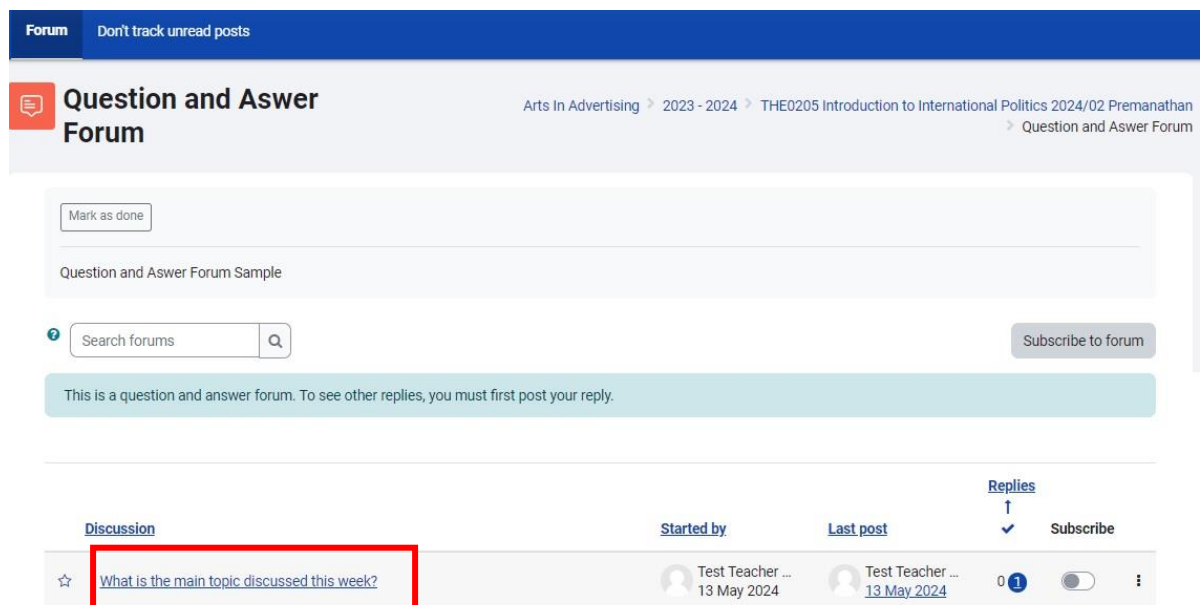 Forum Don't track unread posts
Question and Aswer
Forum
Arts In Advertising > 2023 - 2024 > THE0205 Introduction to International Politics 2024/02 Premanathan
> Question and Aswer Forum
Mark as done
Question and Aswer Forum Sample
Search forums
Subscribe to forum
This is a question and answer forum. To see other replies, you must first post your reply.
Replies
Discussion Started by Last post Subscribe
What is the main topic discussed this week? Test Teacher ... Test Teacher ... 0 1
13 May 2024 13 May 2024